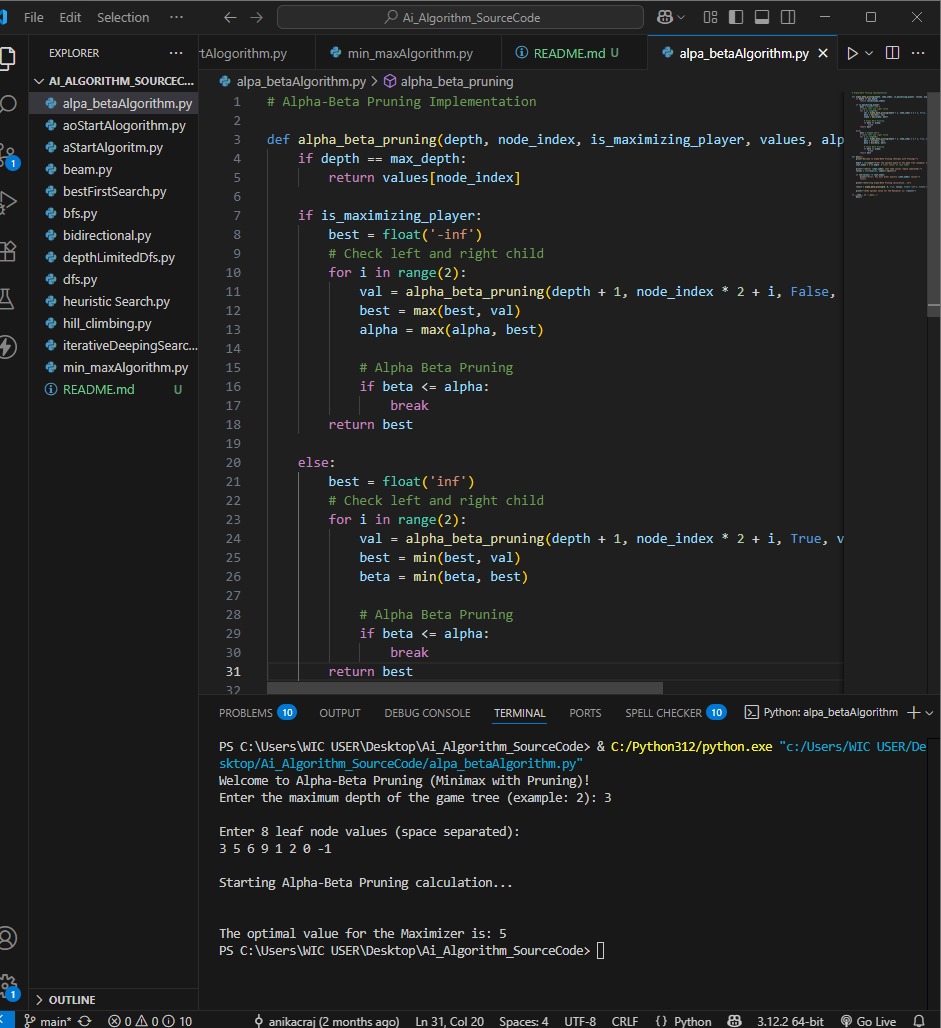 File Edit Selection ··· Ai_Algorithm_SourceCode
EXPLORER ···
AI_ALGORITHM_SOURCEC...
alpa_betaAlgorithm.py
aoStartAlogorithm.py
aStartAlgoritm.py
beam.py
bestFirstSearch.py
bfs.py
bidirectional.py
depthLimitedDfs.py
dfs.py
heuristic Search.py
hill_climbing.py
iterativeDeepingSearc...
min_maxAlgorithm.py
README.md U
OUTLINE
1
1
rtAlogorithm.py min_maxAlgorithm.py README.md U alpa_betaAlgorithm.py
alpa_betaAlgorithm.py > alpha_beta_pruning
1 # Alpha-Beta Pruning Implementation
2
3 def alpha_beta_pruning(depth, node_index, is_maximizing_player, values, alp
4 if depth == max_depth:
5 return values[node_index]
6
7 if is_maximizing_player:
8 best = float('-inf')
9 # Check left and right child
10 for i in range(2):
11 val = alpha_beta_pruning(depth + 1, node_index * 2 + i, False,
12 best = max(best, val)
13 alpha = max(alpha, best)
14
15 # Alpha Beta Pruning
16 if beta <= alpha:
17 break
18 return best
19
20 else:
21 best = float('inf')
22 # Check left and right child
23 for i in range(2):
24 val = alpha_beta_pruning(depth + 1, node_index * 2 + i, True, v
25 best = min(best, val)
26 beta = min(beta, best)
27
28 # Alpha Beta Pruning
29 if beta <= alpha:
30 break
31 return best
32
PROBLEMS 10 OUTPUT DEBUG CONSOLE TERMINAL PORTS SPELL CHECKER 10 Python: alpa_betaAlgorithm
PS C:\Users\WIC USER\Desktop\Ai_Algorithm_SourceCode> & C:/Python312/python.exe "c:/Users/WIC USER/De
sktop/Ai_Algorithm_SourceCode/alpa_betaAlgorithm.py"
Welcome to Alpha-Beta Pruning (Minimax with Pruning)!
Enter the maximum depth of the game tree (example: 2): 3
Enter 8 leaf node values (space separated):
3 5 6 9 1 2 0 -1
Starting Alpha-Beta Pruning calculation...
The optimal value for the Maximizer is: 5
PS C:\Users\WIC USER\Desktop\Ai_Algorithm_SourceCode>
main* 0 0 10 anikacraj (2 months ago) Ln 31, Col 20 Spaces: 4 UTF-8 CRLF {} Python 3.12.2 64-bit Go Live